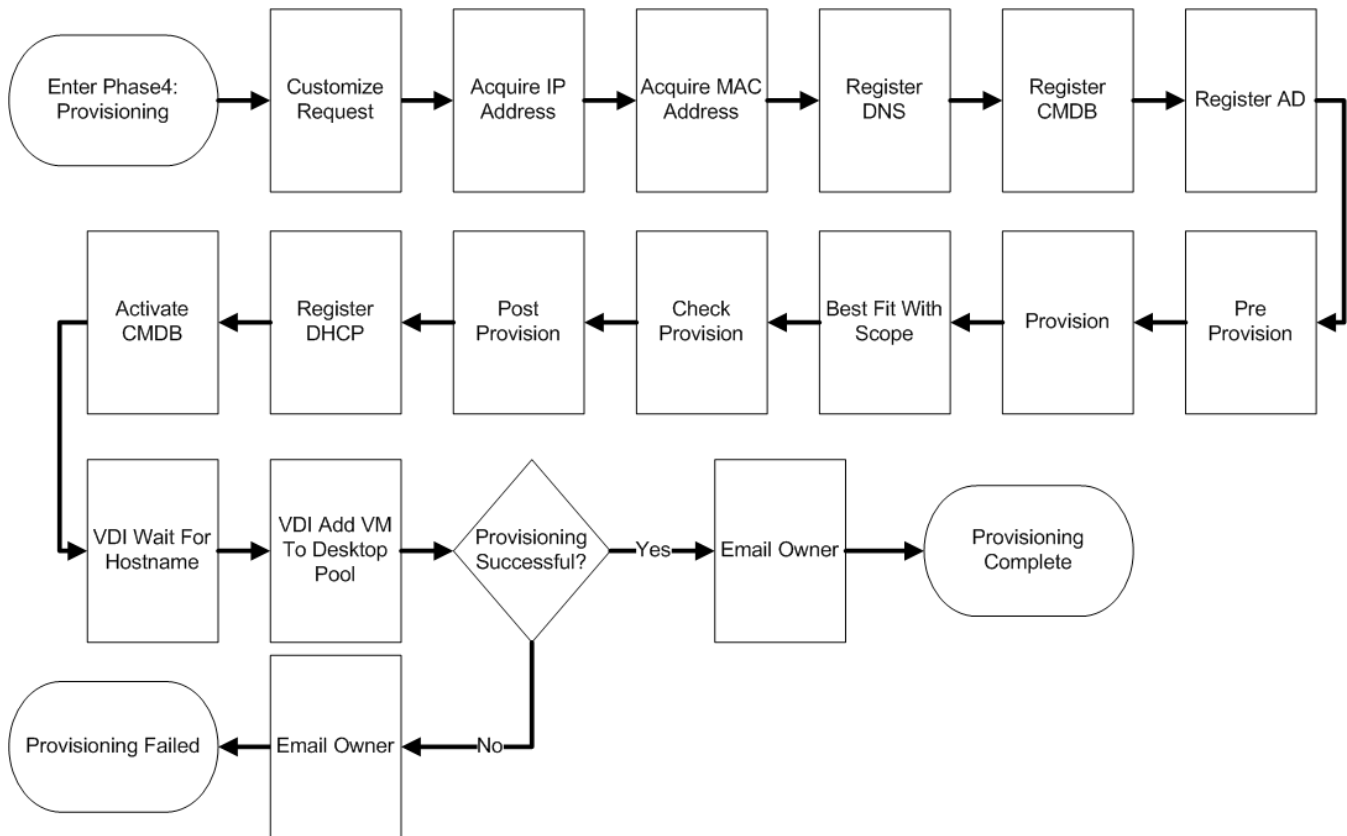 Enter Phase4:
Provisioning
Customize
Request
Acquire IP
Address
Acquire MAC
Address
Register
DNS
Register
CMDB
Register AD
Activate
CMDB
Register
DHCP
Post
Provision
Check
Provision
Best Fit With
Scope
Provision
Pre
Provision
VDI Wait For
Hostname
VDI Add VM
To Desktop
Pool
Provisioning
Successful?
Yes
Email Owner
Provisioning
Complete
Provisioning Failed
Email Owner
No